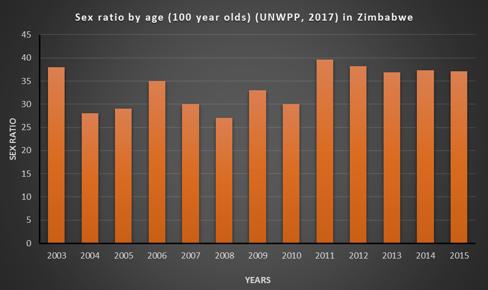 Sex ratio by age (100 year olds) (UNWPP, 2017) in Zimbabwe
45
40
35
30
25
20
15
10
5
0
SEX RATIO
2003 2004 2005 2006 2007 2008 2009 2010 2011 2012 2013 2014 2015
YEARS